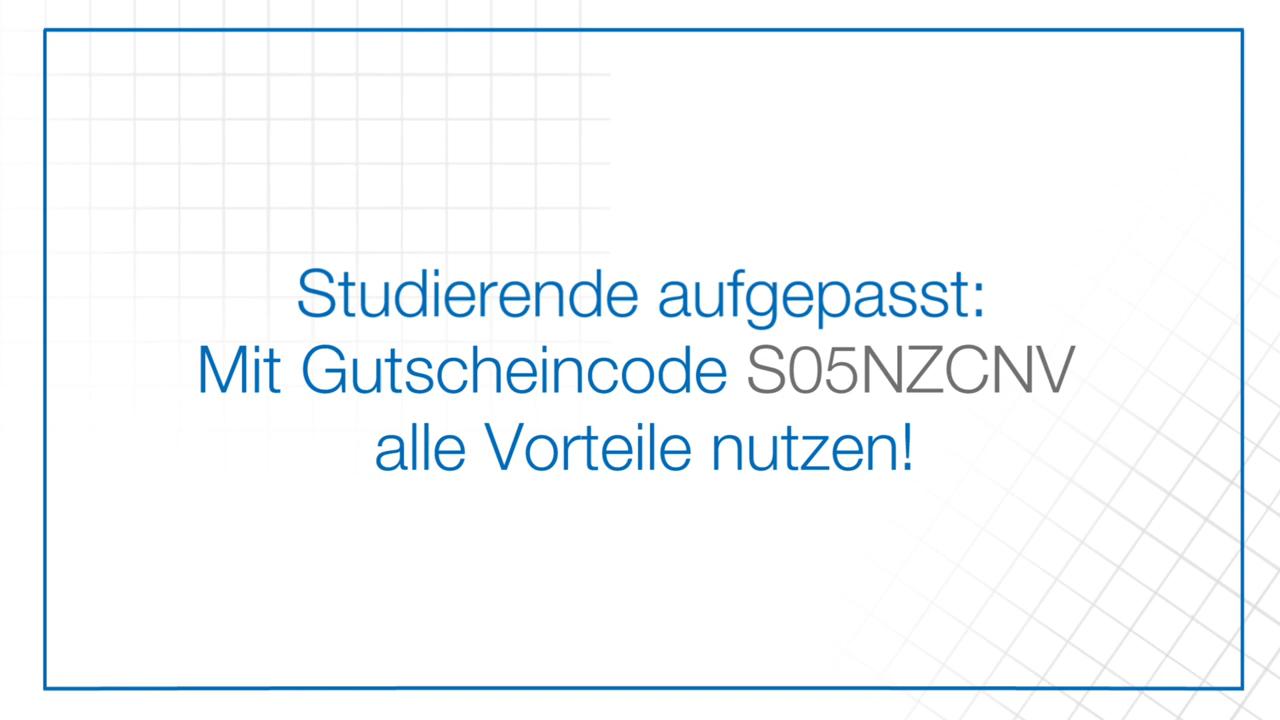 Studierende aufgepasst:
Mit Gutscheincode S05NZCNV
alle Vorteile nutzen!